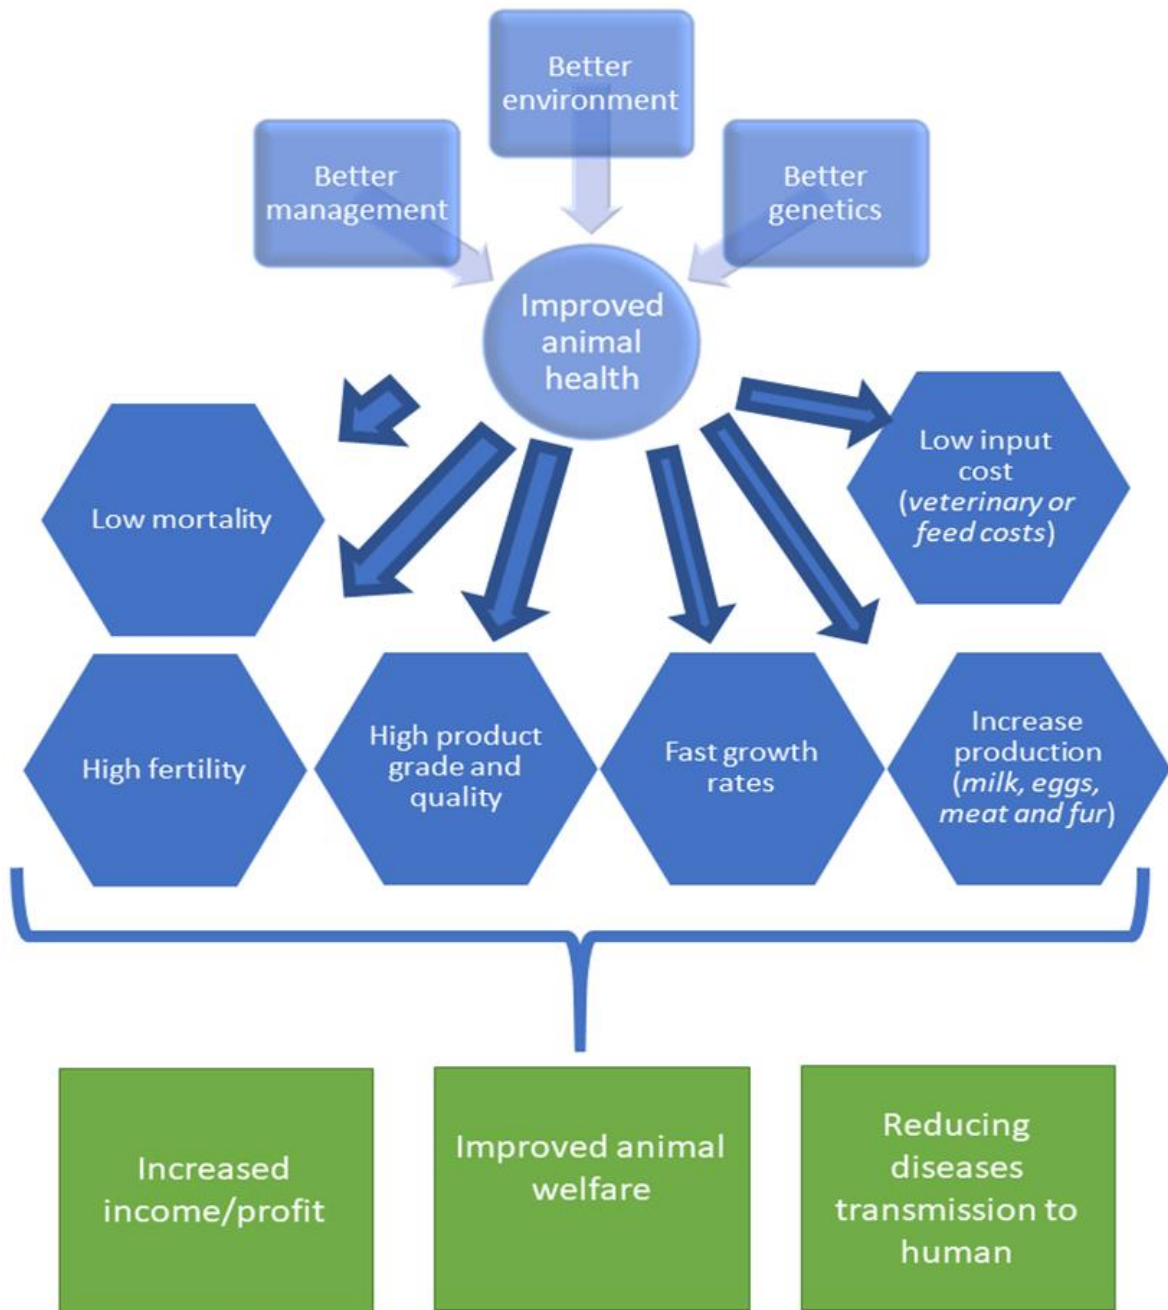 Better
environment
Better
management
Better
genetics
Improved
animal
health
Low mortality
Low input
cost
(veterinary or
feed costs)
High fertility
High product
grade and
quality
Fast growth
rates
Increase
production
(milk, eggs,
meat and fur)
Increased
income/profit
Improved animal
welfare
Reducing
diseases
transmission to
human